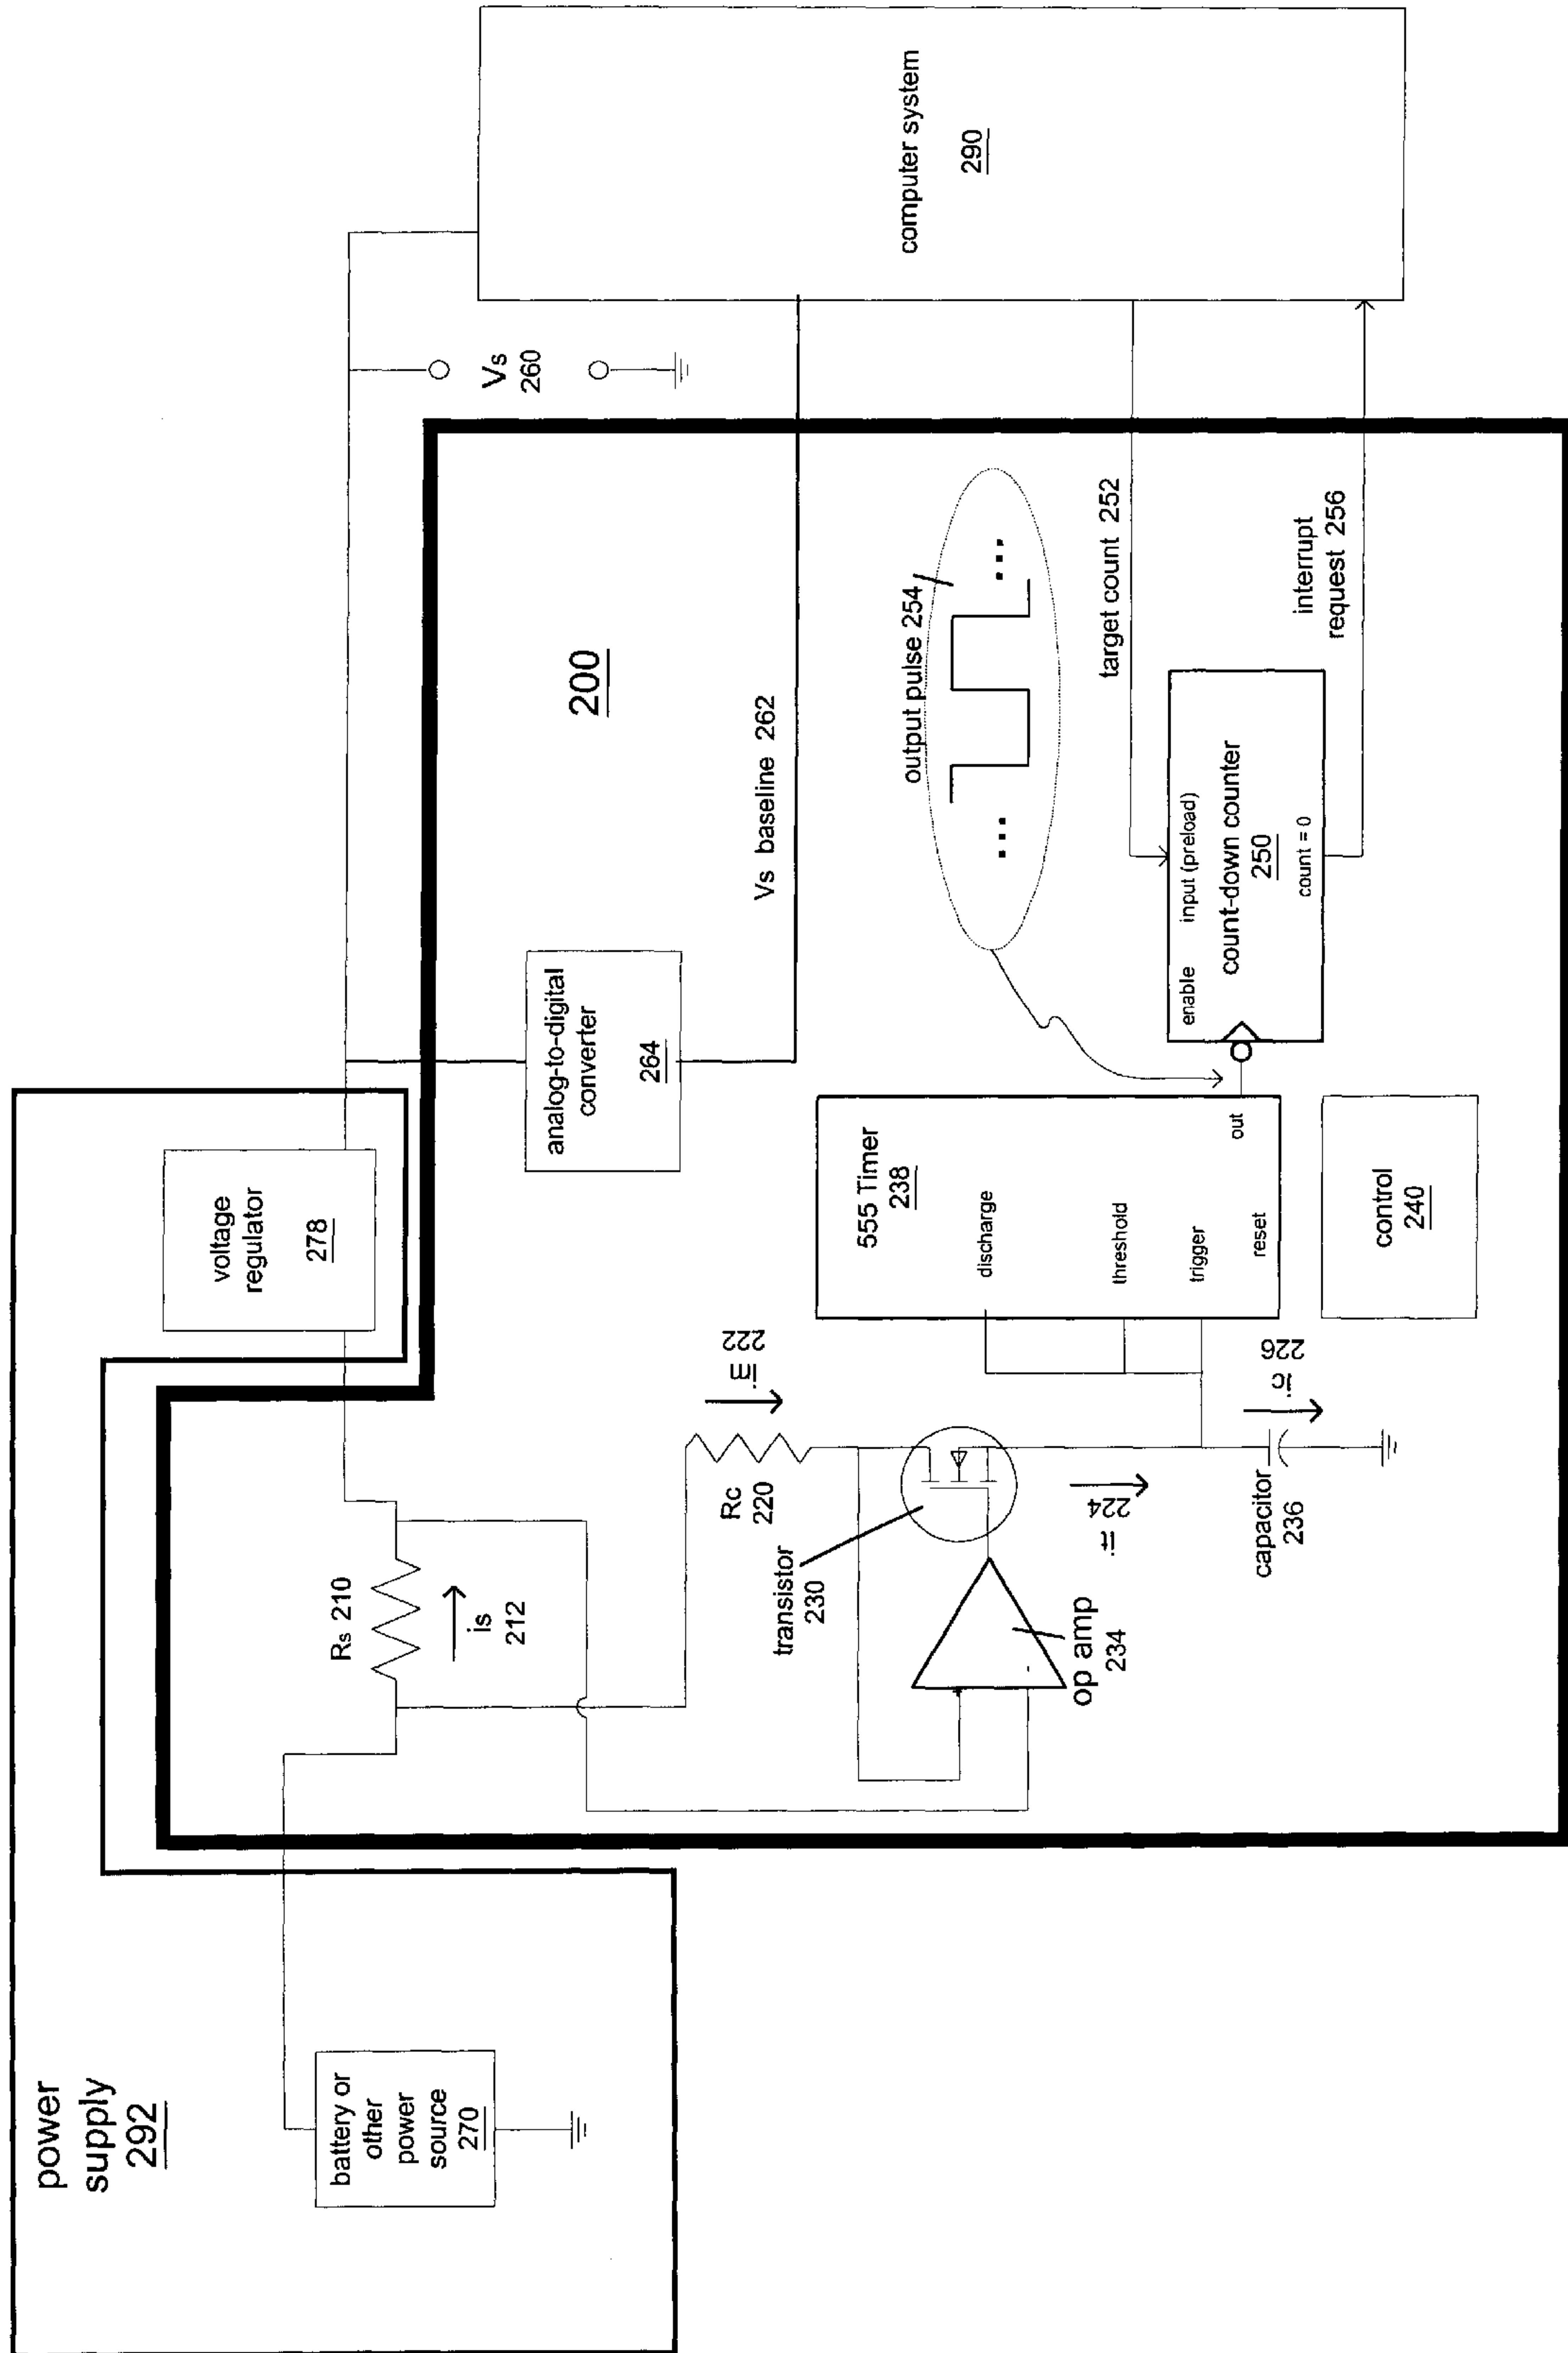 power
supply
292
battery or
other
power
source
270
Rs 210
is
212
voltage
regulator
278
Vs
260
computer system
290
200
analog-to-digital
converter
264
Vs baseline 262
Rc
220
im
222
transistor
230
op amp
234
it
224
capacitor
236
ic
226
555 Timer
238
discharge
threshold
trigger
reset
out
control
240
output pulse 254
... ...
target count 252
enable input (preload)
count-down counter
250
count = 0
interrupt
request 256